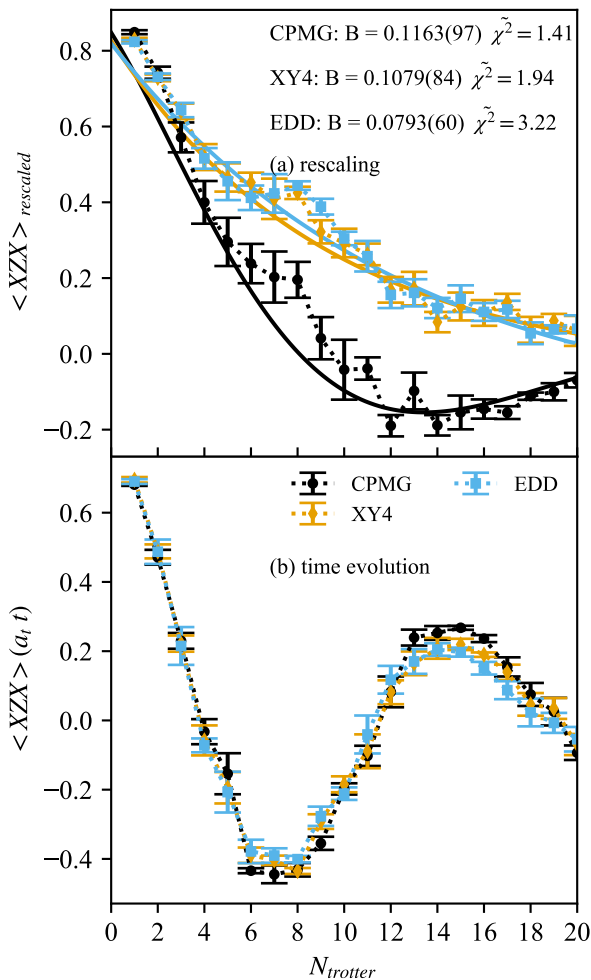 CPMG: B = 0.1163(97) χ̃² = 1.41
XY4: B = 0.1079(84) χ̃² = 1.94
EDD: B = 0.0793(60) χ̃² = 3.22
(a) rescaling
< XZX > rescaled
0.8
0.6
0.4
0.2
0.0
−0.2
CPMG
XY4
EDD
(b) time evolution
< XZX > (aₜ t)
0.6
0.4
0.2
0.0
−0.2
−0.4
0 2 4 6 8 10 12 14 16 18 20
N_trotter